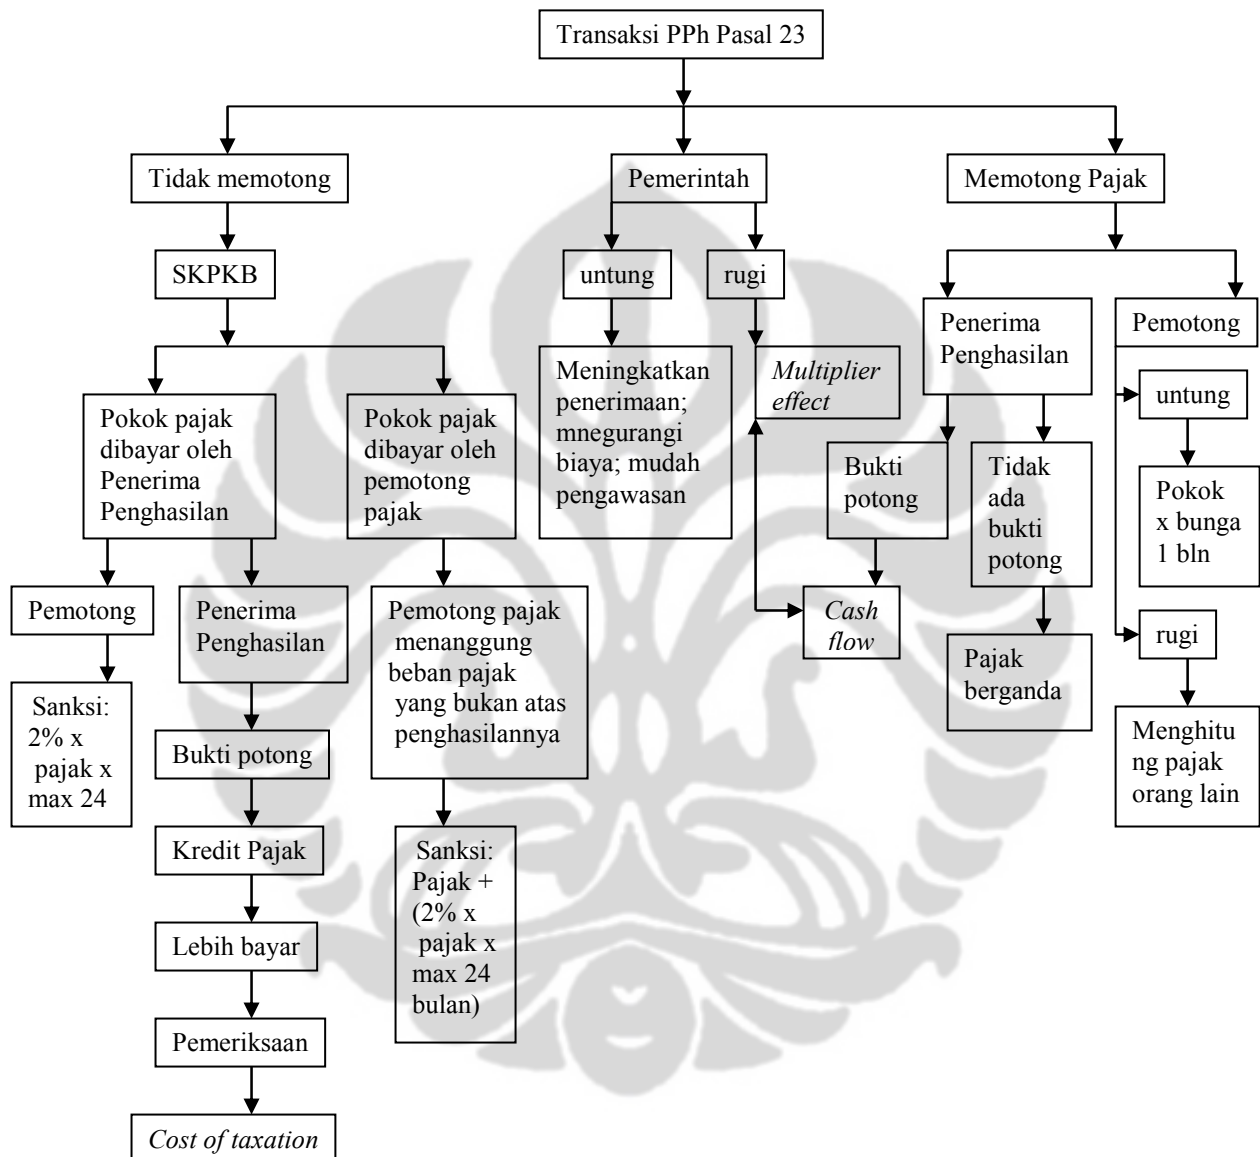 Transaksi PPh Pasal 23
Tidak memotong
Pemerintah
Memotong Pajak
SKPKB
untung
rugi
Penerima
Penghasilan
Pemotong
Pokok pajak
dibayar oleh
Penerima
Penghasilan
Pokok pajak
dibayar oleh
pemotong
pajak
Meningkatkan
penerimaan;
mnegurangi
biaya; mudah
pengawasan
Multiplier
effect
untung
Bukti
potong
Tidak
ada
bukti
potong
Pokok
x bunga
1 bln
Pemotong
Penerima
Penghasilan
Pemotong pajak
menanggung
beban pajak
yang bukan atas
penghasilannya
Cash
flow
Pajak
berganda
rugi
Sanksi:
2% x
pajak x
max 24
Bukti potong
Menghitu
ng pajak
orang lain
Kredit Pajak
Sanksi:
Pajak +
(2% x
pajak x
max 24
bulan)
Lebih bayar
Pemeriksaan
Cost of taxation